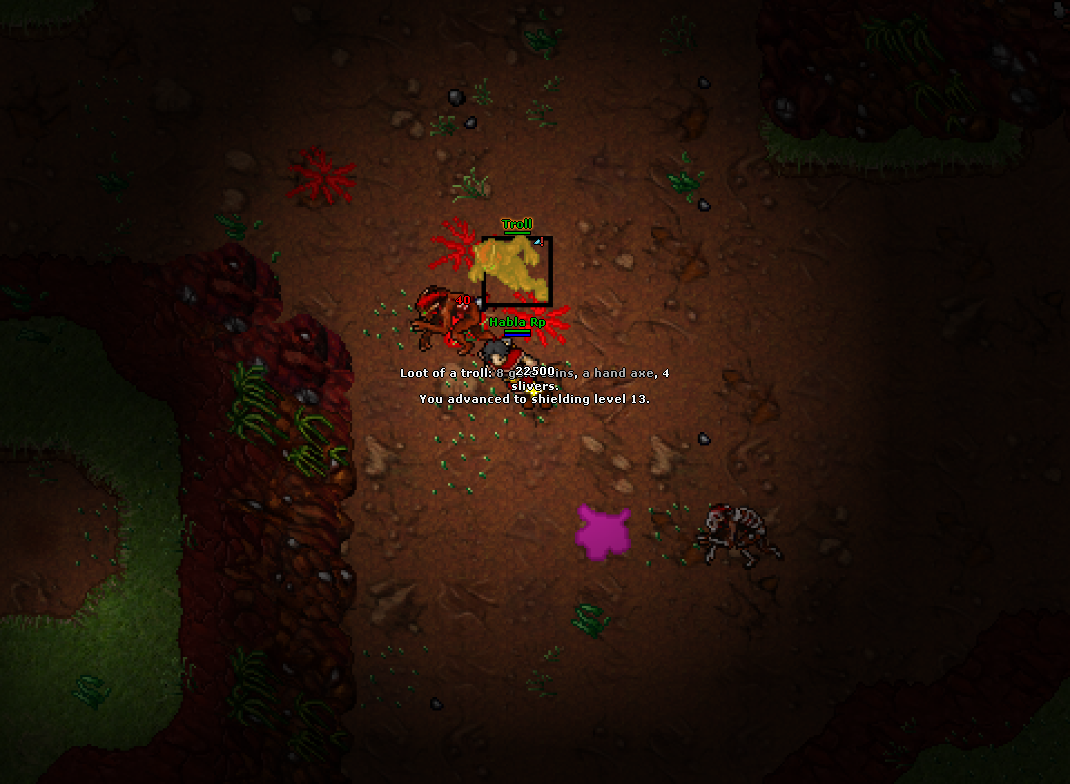 Troll
40
Habla Rp
22500
Loot of a troll: 8 g ins, a hand axe, 4
slivers.
You advanced to shielding level 13.